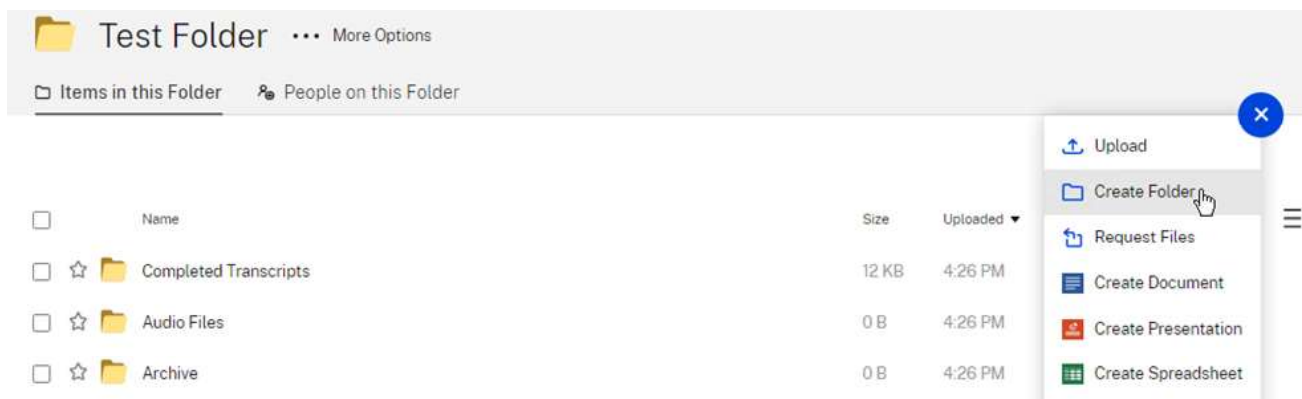 Test Folder ••• More Options
Items in this Folder People on this Folder
Upload
Create Folder
Name Size Uploaded ▼
Request Files
Completed Transcripts 12 KB 4:26 PM
Create Document
Audio Files 0 B 4:26 PM
Create Presentation
Archive 0 B 4:26 PM
Create Spreadsheet